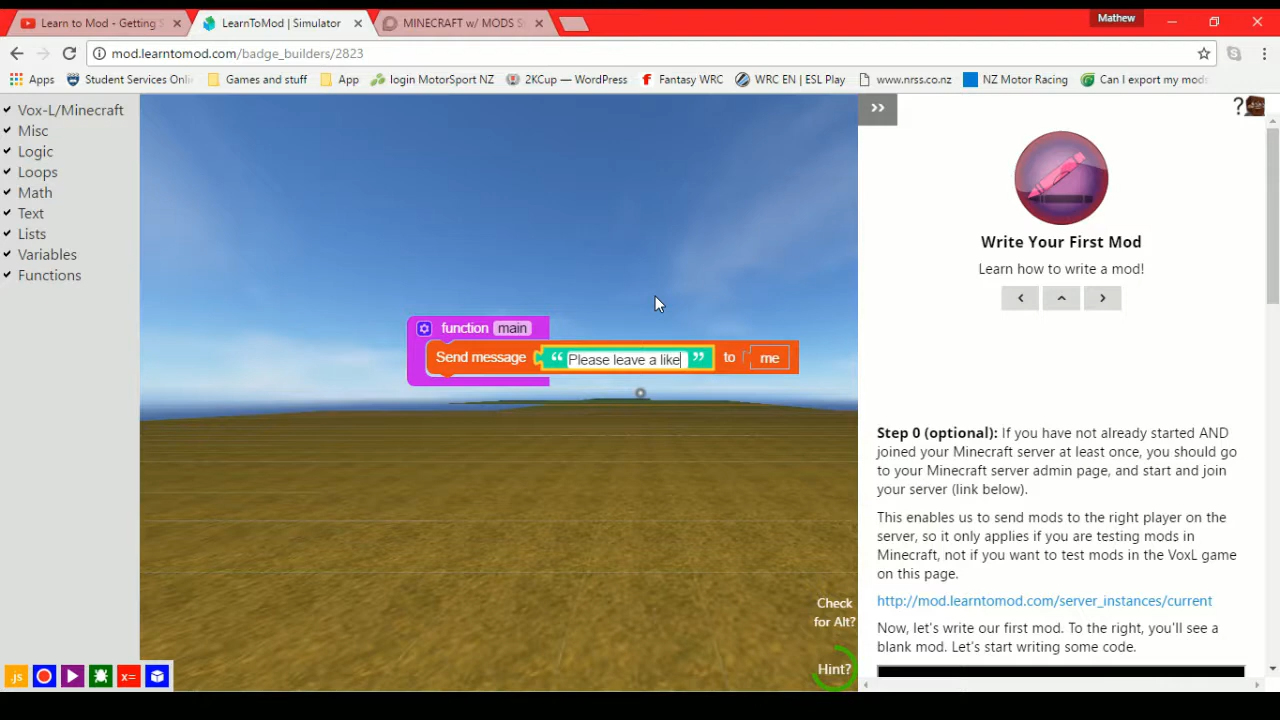 Learn to Mod - Getting S
LearnToMod | Simulator
MINECRAFT w/ MODS S
Mathew
mod.learntomod.com/badge_builders/2823
Apps
Student Services Onli
Games and stuff
App
login MotorSport NZ
2KCup — WordPress
Fantasy WRC
WRC EN | ESL Play
www.nrss.co.nz
NZ Motor Racing
Can I export my mods
Vox-L/Minecraft
Misc
Logic
Loops
Math
Text
Lists
Variables
Functions
function main
Send message “ Please leave a like ” to me
Check
for Alt?
Hint?
.js
x=
>>
?
Write Your First Mod
Learn how to write a mod!
Step 0 (optional): If you have not already started AND
joined your Minecraft server at least once, you should go
to your Minecraft server admin page, and start and join
your server (link below).
This enables us to send mods to the right player on the
server, so it only applies if you are testing mods in
Minecraft, not if you want to test mods in the VoxL game
on this page.
http://mod.learntomod.com/server_instances/current
Now, let's write our first mod. To the right, you'll see a
blank mod. Let's start writing some code.